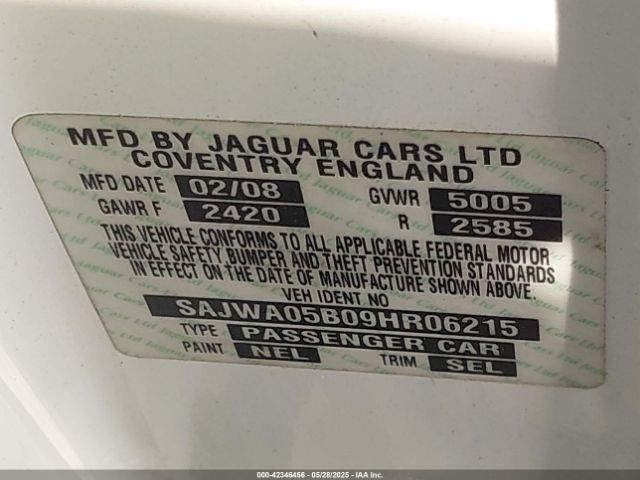 MFD BY JAGUAR CARS LTD
COVENTRY ENGLAND
MFD DATE 02/08 GVWR 5005
GAWR F 2420 R 2585
THIS VEHICLE CONFORMS TO ALL APPLICABLE FEDERAL MOTOR
VEHICLE SAFETY BUMPER AND THEFT PREVENTION STANDARDS
IN EFFECT ON THE DATE OF MANUFACTURE SHOWN ABOVE.
VEH IDENT NO
SAJWA05B09HR06215
TYPE PASSENGER CAR
PAINT NEL TRIM SEL
000-42346456 - 05/28/2025 - IAA Inc.